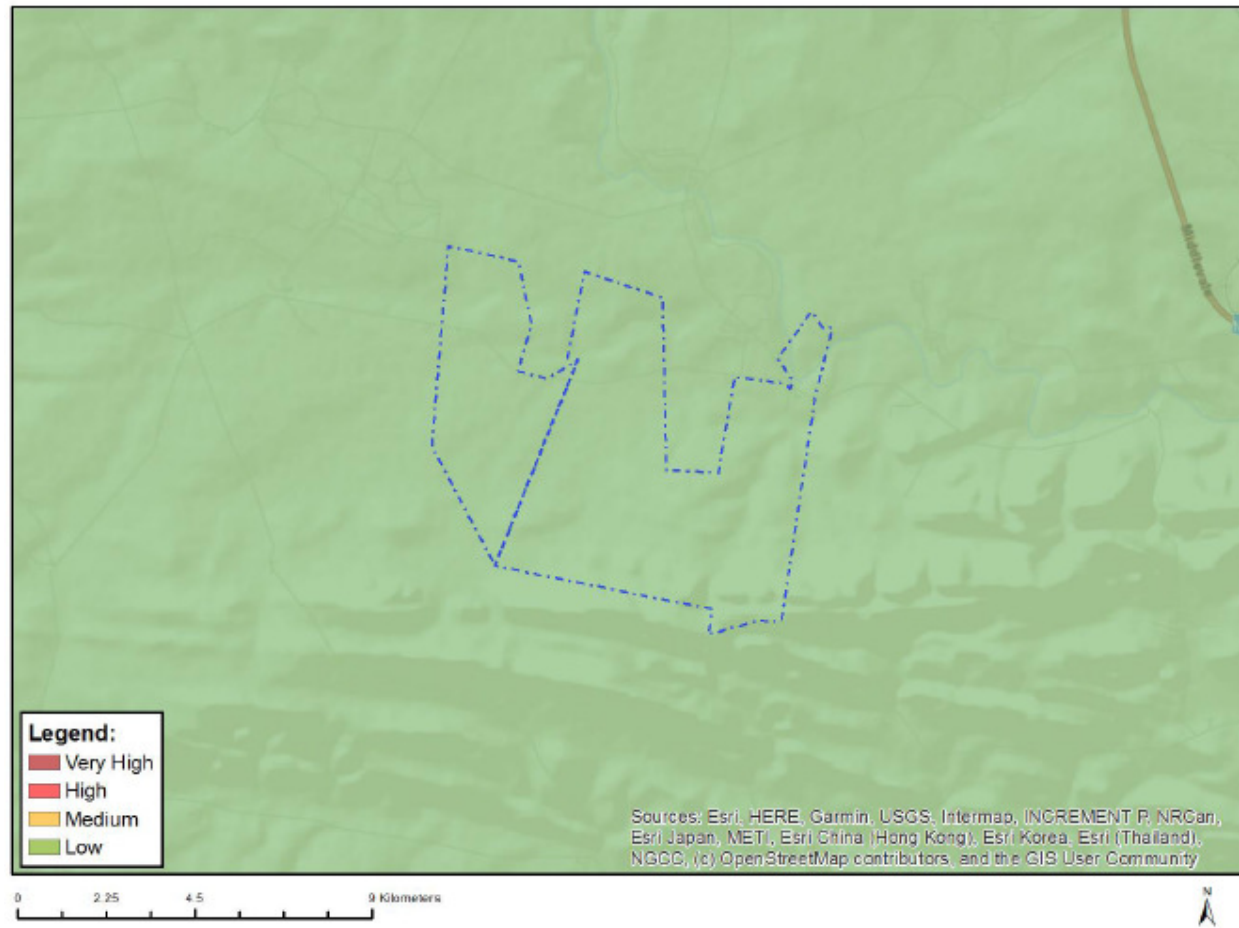 Middlevale
Legend:
Very High
High
Medium
Low
Sources: Esri, HERE, Garmin, USGS, Intermap, INCREMENT P, NRCan,
Esri Japan, METI, Esri China (Hong Kong), Esri Korea, Esri (Thailand),
NGCC, (c) OpenStreetMap contributors, and the GIS User Community
0 2.25 4.5 9 Kilometers
N